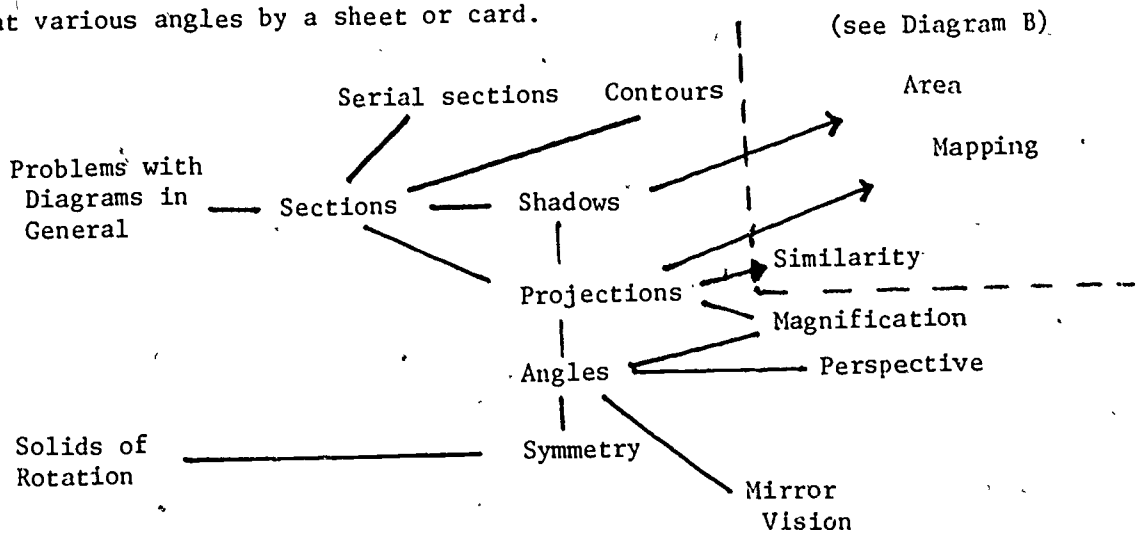 at various angles by a sheet or card.
(see Diagram B)
Area
Serial sections
Contours
Mapping
Problems with
Diagrams in
General
Sections
Shadows
Similarity
Projections
Magnification
Angles
Perspective
Solids of
Rotation
Symmetry
Mirror
Vision